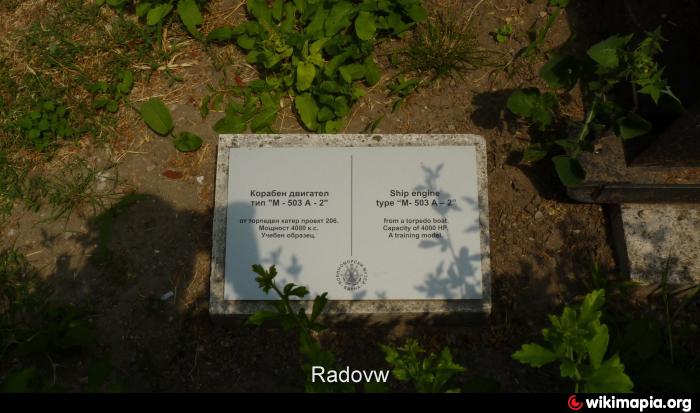 Корабен двигател
тип "М - 503 А - 2"
от торпеден катер проект 206.
Мощност 4000 к.с.
Учебен образец.
Ship engine
type “M- 503 A – 2”
from a torpedo boat
Capacity of 4000 HP
A training model.
Radovw
wikimapia.org